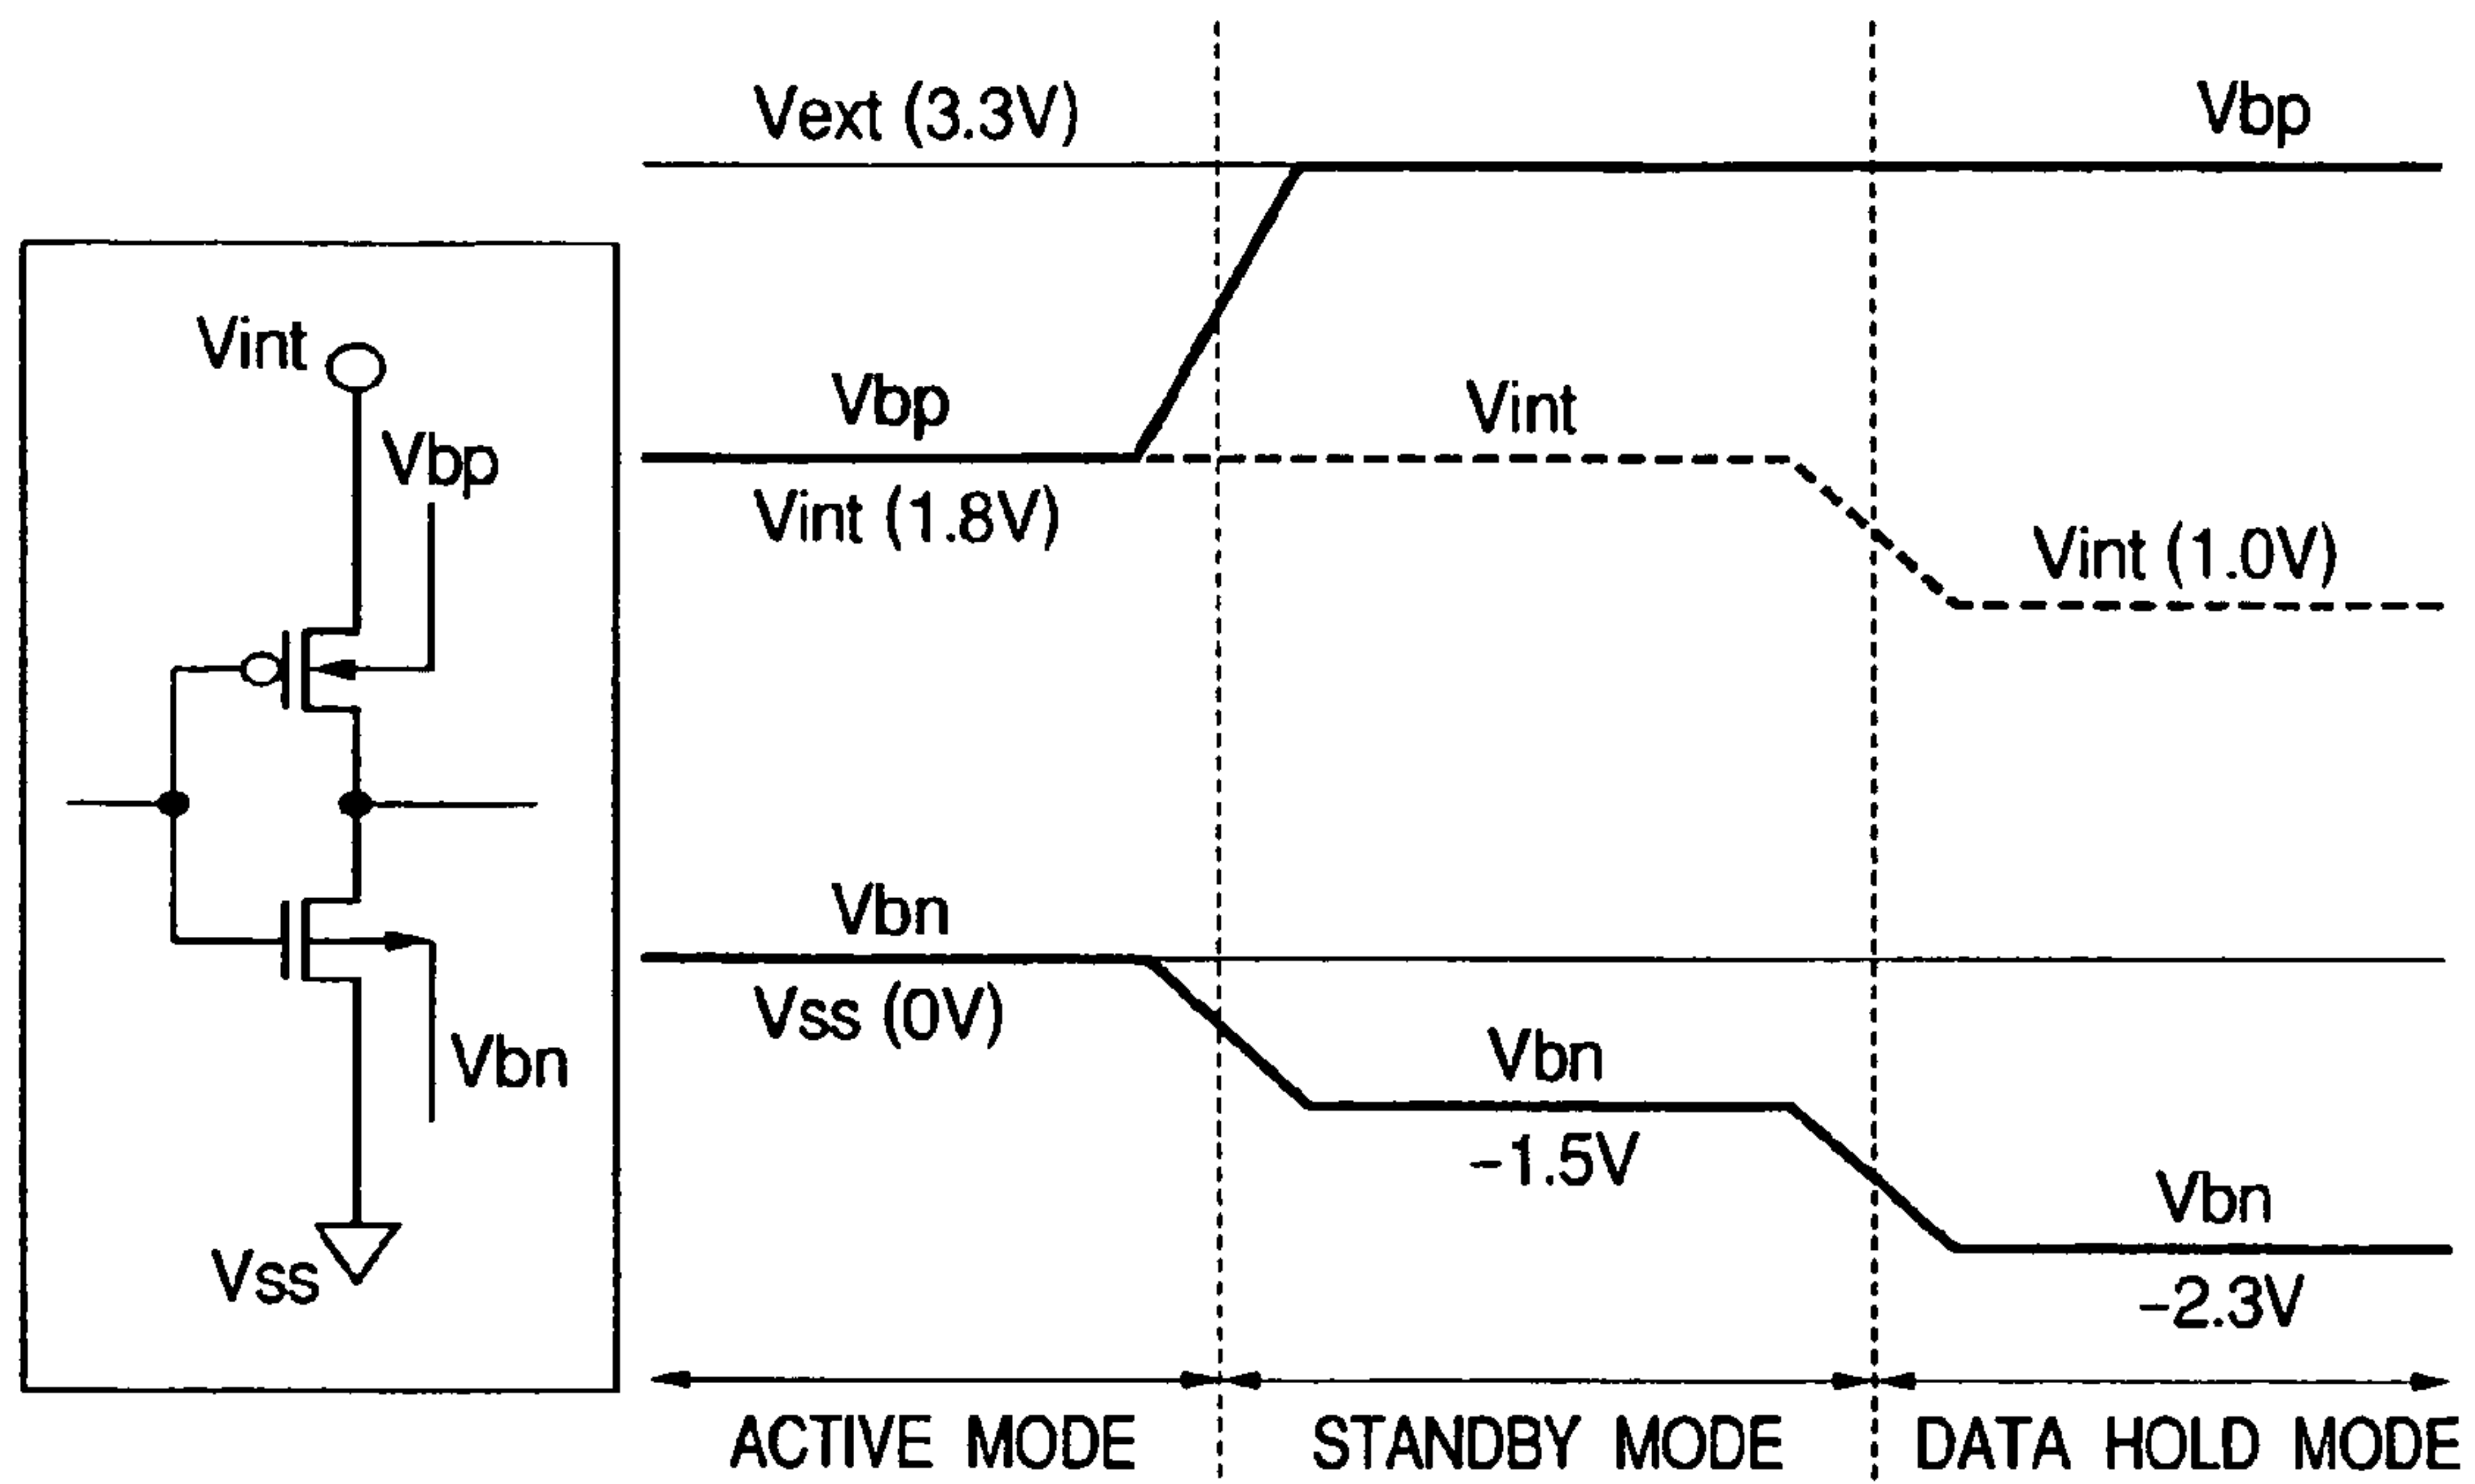 Vext (3.3V)
Vbp
Vint
Vbp
Vbp
Vint
Vint (1.8V)
Vint (1.0V)
Vbn
Vss (0V)
Vbn
Vbn
−1.5V
Vbn
Vss
−2.3V
ACTIVE MODE
STANDBY MODE
DATA HOLD MODE